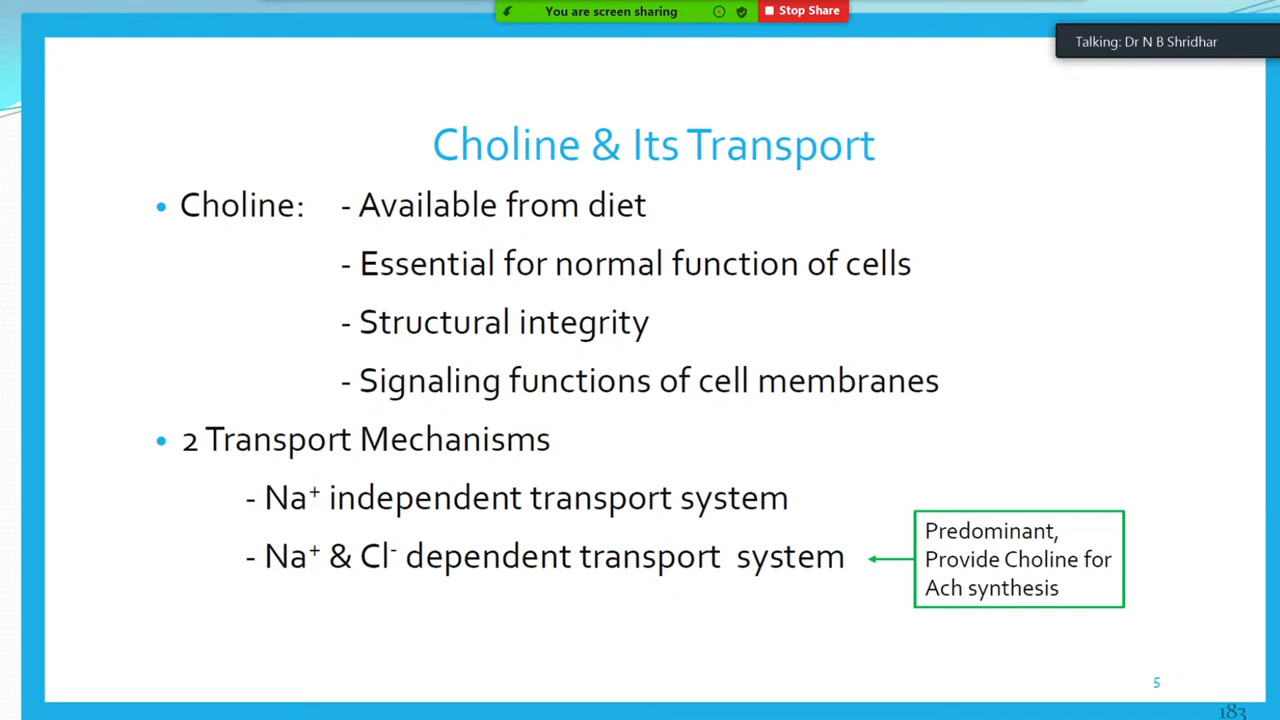 You are screen sharing
Stop Share
Talking: Dr N B Shridhar
Choline & Its Transport
• Choline: - Available from diet
- Essential for normal function of cells
- Structural integrity
- Signaling functions of cell membranes
• 2 Transport Mechanisms
- Na⁺ independent transport system
- Na⁺ & Cl⁻ dependent transport system
Predominant,
Provide Choline for
Ach synthesis
5
183